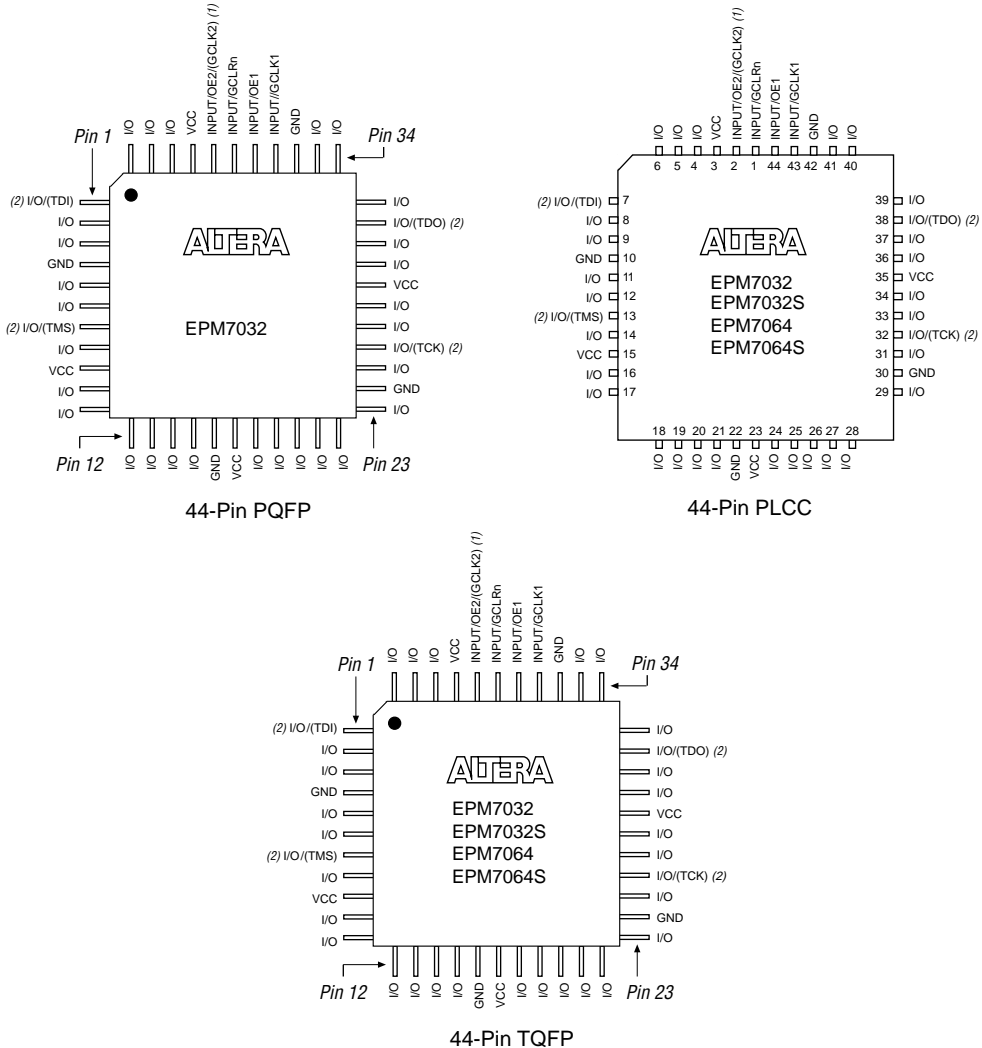 I/O
I/O
I/O
VCC
INPUT/OE2/(GCLK2) (1)
INPUT/GCLRn
INPUT/OE1
INPUT//GCLK1
GND
I/O
I/O
Pin 1
Pin 34
(2) I/O/(TDI)
I/O
I/O
GND
I/O
I/O
(2) I/O/(TMS)
I/O
VCC
I/O
I/O
ALTERA
EPM7032
I/O
I/O/(TDO) (2)
I/O
I/O
VCC
I/O
I/O
I/O/(TCK) (2)
I/O
GND
I/O
Pin 12
Pin 23
I/O
I/O
I/O
I/O
GND
VCC
I/O
I/O
I/O
I/O
I/O
44-Pin PQFP
I/O
I/O
I/O
VCC
INPUT/OE2/(GCLK2) (1)
INPUT/GCLRn
INPUT/OE1
INPUT/GCLK1
GND
I/O
I/O
6 5 4 3 2 1 44 43 42 41 40
(2) I/O/(TDI) 7
I/O 8
I/O 9
GND 10
I/O 11
I/O 12
(2) I/O/(TMS) 13
I/O 14
VCC 15
I/O 16
I/O 17
ALTERA
EPM7032
EPM7032S
EPM7064
EPM7064S
39 I/O
38 I/O/(TDO) (2)
37 I/O
36 I/O
35 VCC
34 I/O
33 I/O
32 I/O/(TCK) (2)
31 I/O
30 GND
29 I/O
18 19 20 21 22 23 24 25 26 27 28
I/O
I/O
I/O
I/O
GND
VCC
I/O
I/O
I/O
I/O
I/O
44-Pin PLCC
I/O
I/O
I/O
VCC
INPUT/OE2/(GCLK2) (1)
INPUT/GCLRn
INPUT/OE1
INPUT/GCLK1
GND
I/O
I/O
Pin 1
Pin 34
(2) I/O/(TDI)
I/O
I/O
GND
I/O
I/O
(2) I/O/(TMS)
I/O
VCC
I/O
I/O
ALTERA
EPM7032
EPM7032S
EPM7064
EPM7064S
I/O
I/O/(TDO) (2)
I/O
I/O
VCC
I/O
I/O
I/O/(TCK) (2)
I/O
GND
I/O
Pin 12
Pin 23
I/O
I/O
I/O
I/O
GND
VCC
I/O
I/O
I/O
I/O
I/O
44-Pin TQFP